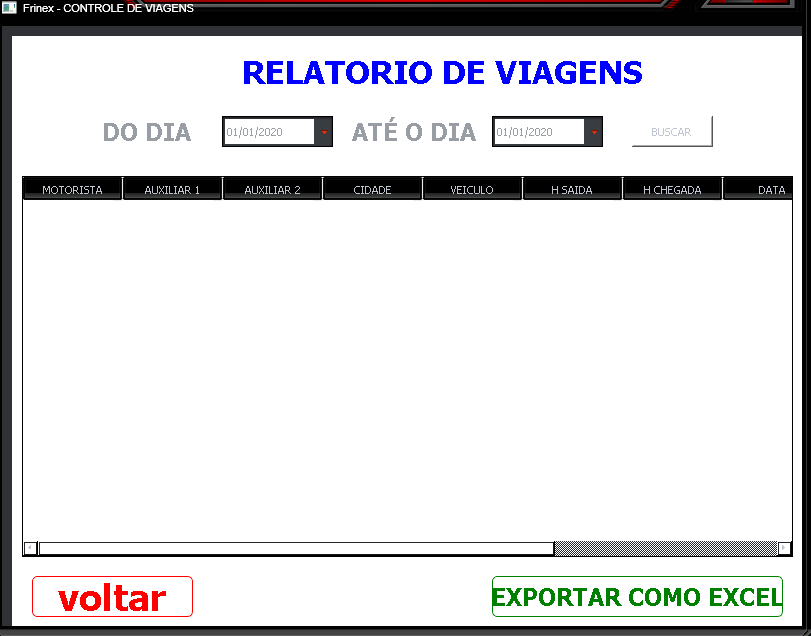 Frinex - CONTROLE DE VIAGENS
RELATORIO DE VIAGENS
DO DIA 01/01/2020 ATÉ O DIA 01/01/2020 BUSCAR
MOTORISTA AUXILIAR 1 AUXILIAR 2 CIDADE VEICULO H SAIDA H CHEGADA DATA
voltar EXPORTAR COMO EXCEL